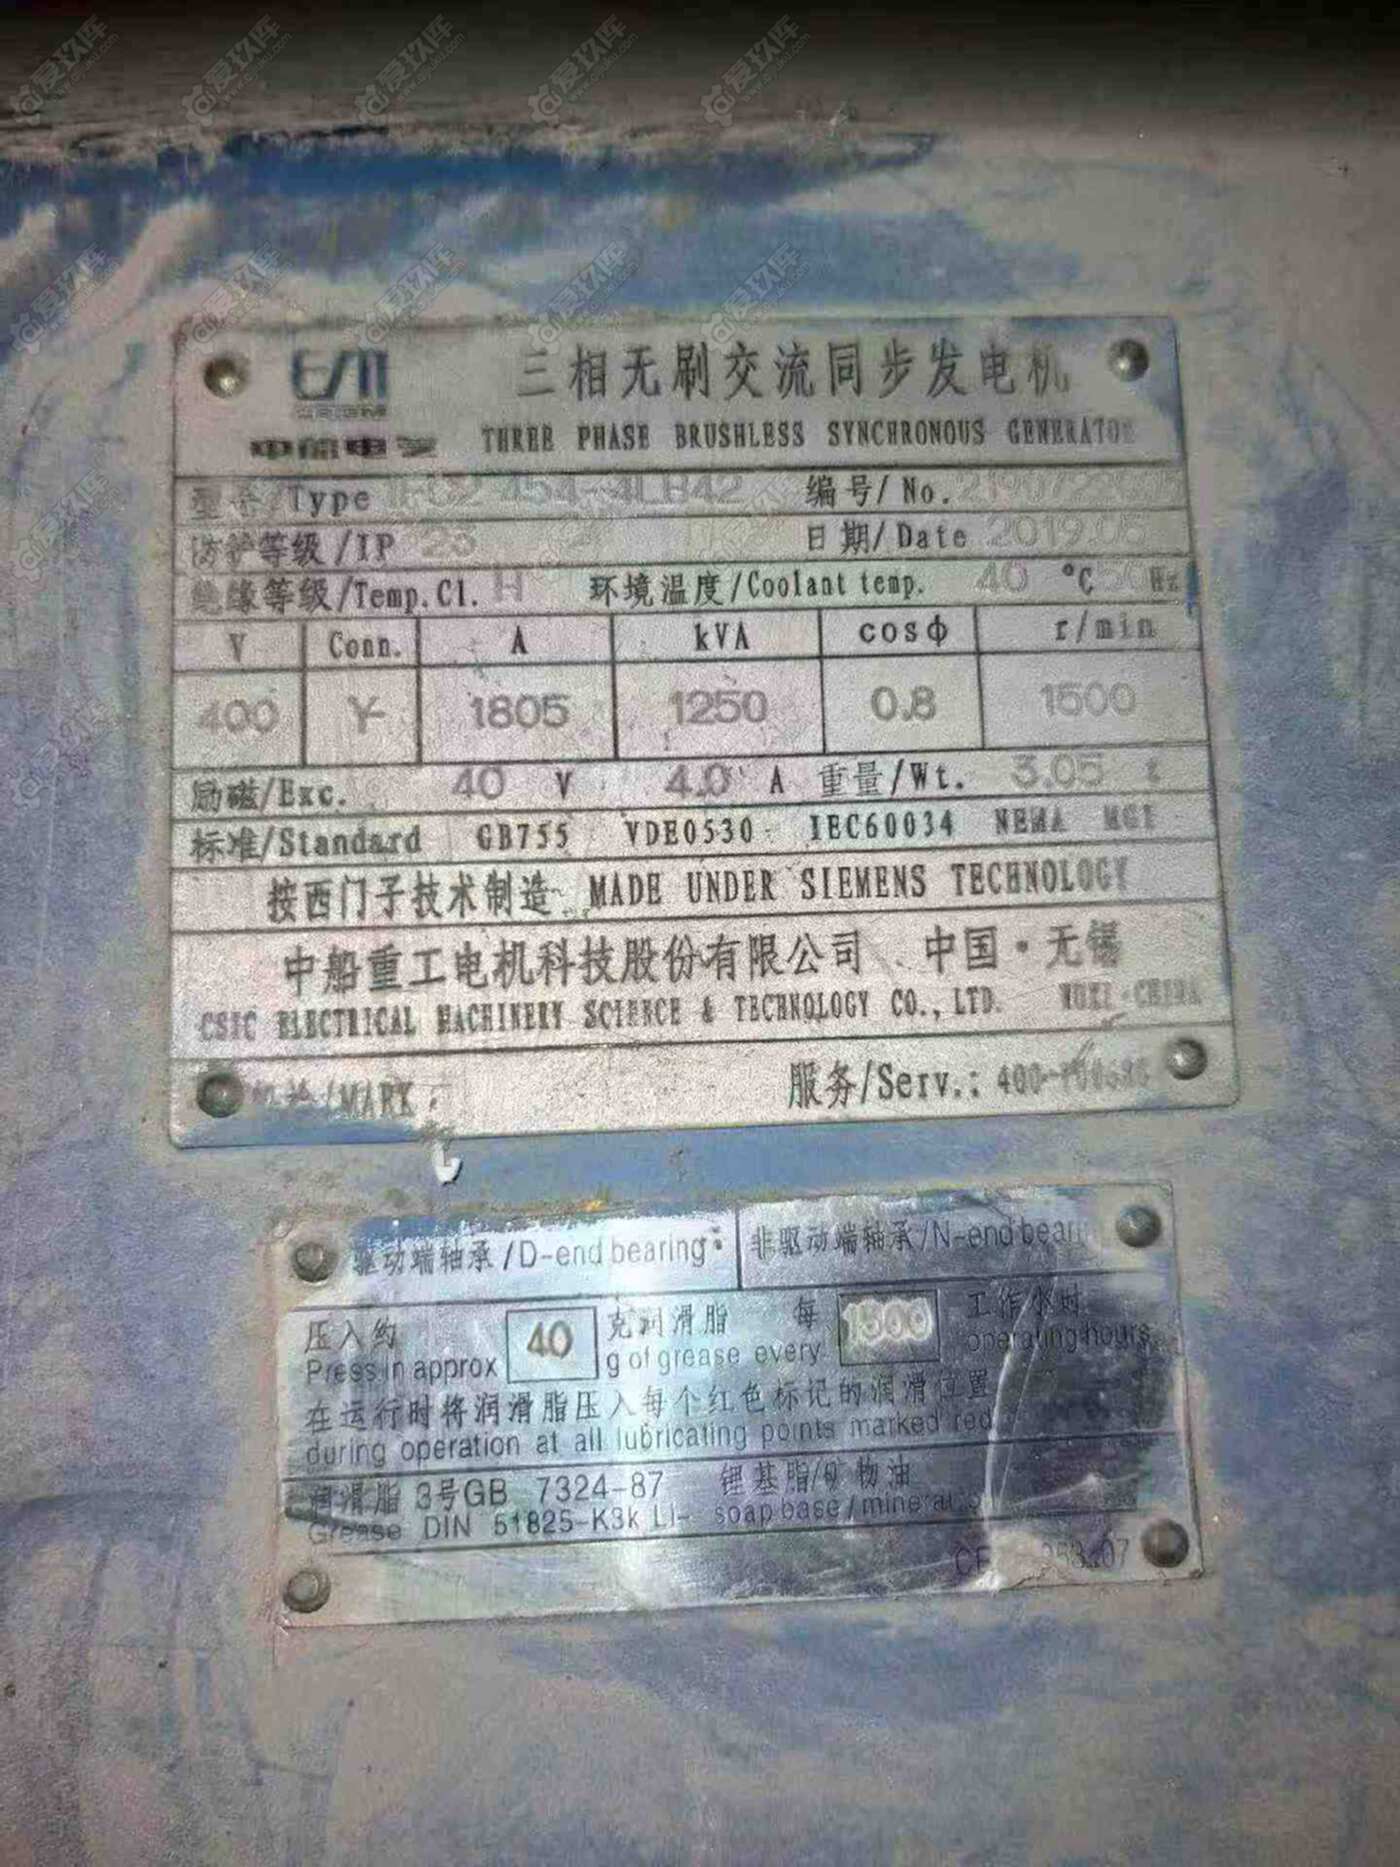 三相无刷交流同步发电机
THREE PHASE BRUSHLESS SYNCHRONOUS GENERATOR
型号/Type 454-4LB42 编号/No.
防护等级/IP 23 日期/Date 2019.05
绝缘等级/Temp.Cl. H 环境温度/Coolant temp. 40 °C 50 Hz
V Conn. A kVA cosϕ r/min
400 Y 1805 1250 0.8 1500
励磁/Exc. 40 V 4.0 A 重量/Wt. 3.05 t
标准/Standard GB755 VDE0530 IEC60034 NEMA MG1
按西门子技术制造 MADE UNDER SIEMENS TECHNOLOGY
中船重工电机科技股份有限公司 中国·无锡
CSIC ELECTRICAL MACHINERY SCIENCE & TECHNOLOGY CO.,LTD. WUXI·CHINA
/MARK: 服务/Serv.: 400-
驱动端轴承/D-end bearing: 非驱动端轴承/N-end bearing
压入约 40 克润滑脂 每 1500 工作小时
Press in approx g of grease every operating hours
在运行时将润滑脂压入每个红色标记的润滑位置
during operation at all lubricating points marked red
润滑脂 3号GB 7324-87 锂基脂/矿物油
Grease DIN 51825-K3k Li- soap base/mineral oil